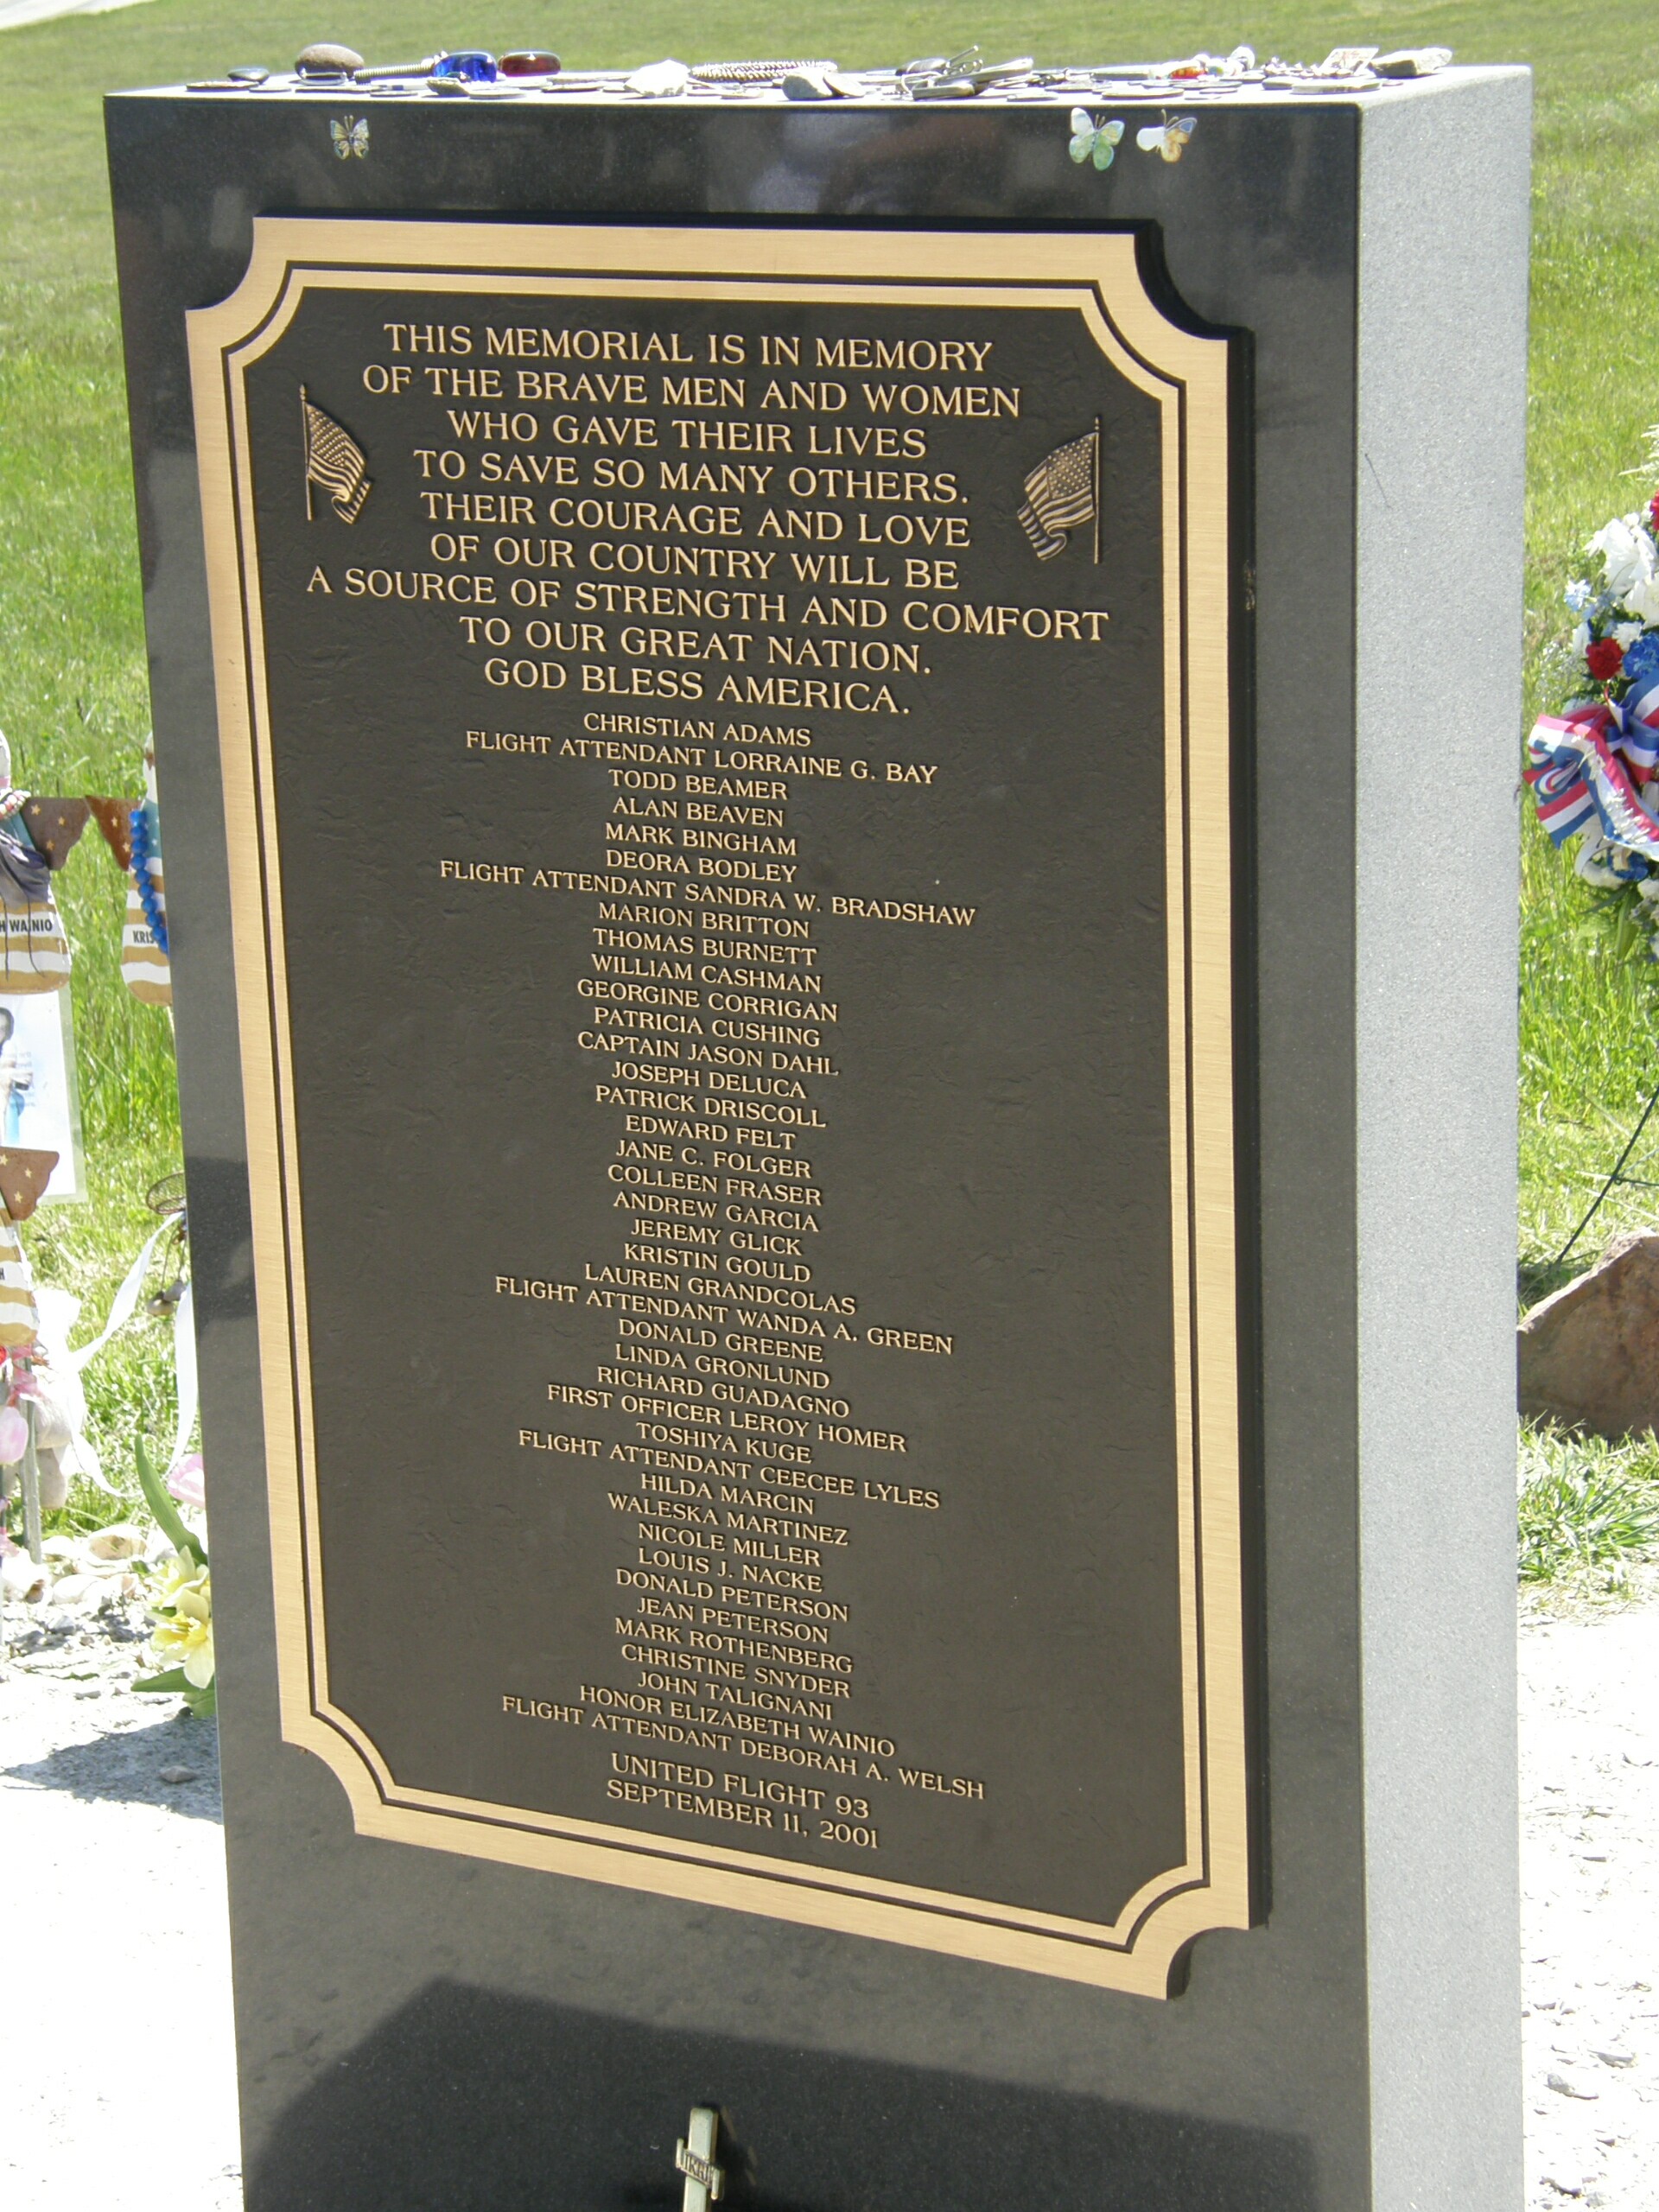 THIS MEMORIAL IS IN MEMORY
OF THE BRAVE MEN AND WOMEN
WHO GAVE THEIR LIVES
TO SAVE SO MANY OTHERS.
THEIR COURAGE AND LOVE
OF OUR COUNTRY WILL BE
A SOURCE OF STRENGTH AND COMFORT
TO OUR GREAT NATION.
GOD BLESS AMERICA.
CHRISTIAN ADAMS
FLIGHT ATTENDANT LORRAINE G. BAY
TODD BEAMER
ALAN BEAVEN
MARK BINGHAM
DEORA BODLEY
FLIGHT ATTENDANT SANDRA W. BRADSHAW
MARION BRITTON
THOMAS BURNETT
WILLIAM CASHMAN
GEORGINE CORRIGAN
PATRICIA CUSHING
CAPTAIN JASON DAHL
JOSEPH DELUCA
PATRICK DRISCOLL
EDWARD FELT
JANE C. FOLGER
COLLEEN FRASER
ANDREW GARCIA
JEREMY GLICK
KRISTIN GOULD
LAUREN GRANDCOLAS
FLIGHT ATTENDANT WANDA A. GREEN
DONALD GREENE
LINDA GRONLUND
RICHARD GUADAGNO
FIRST OFFICER LEROY HOMER
TOSHIYA KUGE
FLIGHT ATTENDANT CEECEE LYLES
HILDA MARCIN
WALESKA MARTINEZ
NICOLE MILLER
LOUIS J. NACKE
DONALD PETERSON
JEAN PETERSON
MARK ROTHENBERG
CHRISTINE SNYDER
JOHN TALIGNANI
HONOR ELIZABETH WAINIO
FLIGHT ATTENDANT DEBORAH A. WELSH
UNITED FLIGHT 93
SEPTEMBER 11, 2001
H WAINIO
KRIS